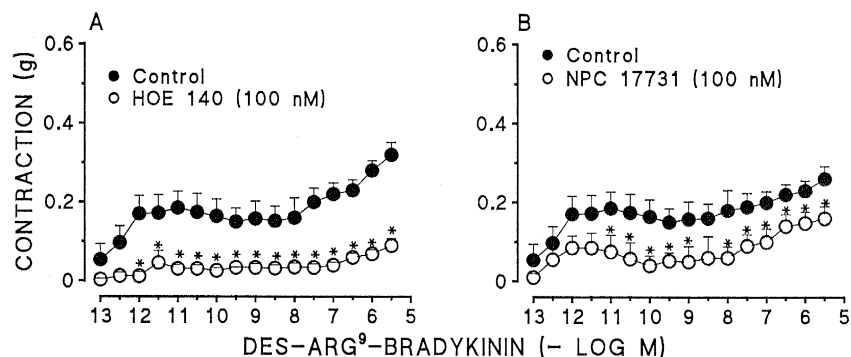 A
0.6
0.4
0.2
0
CONTRACTION (g)
● Control
○ HOE 140 (100 nM)
* * * * * * * * * * * *
13 12 11 10 9 8 7 6 5
B
0.6
0.4
0.2
0
● Control
○ NPC 17731 (100 nM)
* * * * * * * * * * *
13 12 11 10 9 8 7 6 5
DES-ARG⁹-BRADYKININ (- LOG M)